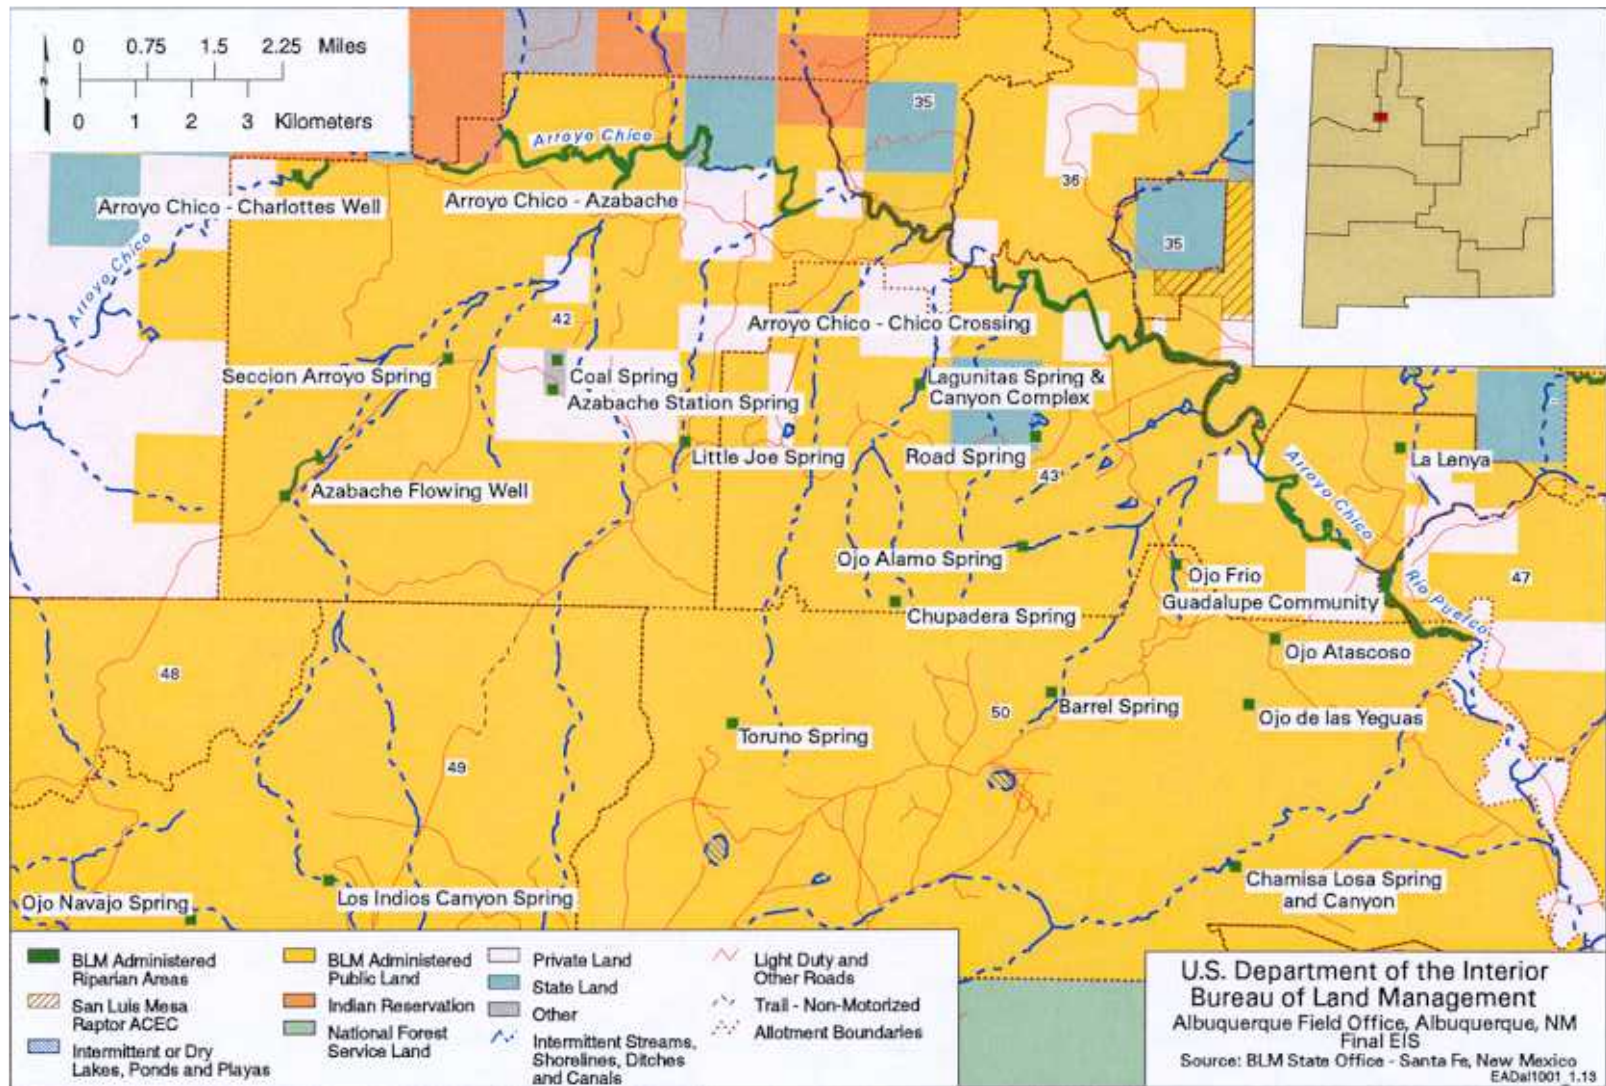 0 0.75 1.5 2.25 Miles
0 1 2 3 Kilometers
N
Arroyo Chico
35
36
35
Arroyo Chico - Charlottes Well
Arroyo Chico - Azabache
Arroyo Chico
42
Arroyo Chico - Chico Crossing
Seccion Arroyo Spring
Coal Spring
Azabache Station Spring
Lagunitas Spring &
Canyon Complex
Little Joe Spring
Road Spring
La Lenya
43
Azabache Flowing Well
Arroyo Chico
Ojo Alamo Spring
Ojo Frio
47
Guadalupe Community
Rio Puerco
Chupadera Spring
Ojo Atascoso
48
50
Barrel Spring
Ojo de las Yeguas
Toruno Spring
49
Los Indios Canyon Spring
Ojo Navajo Spring
Chamisa Losa Spring
and Canyon
BLM Administered
Riparian Areas
San Luis Mesa
Raptor ACEC
Intermittent or Dry
Lakes, Ponds and Playas
BLM Administered
Public Land
Indian Reservation
National Forest
Service Land
Private Land
State Land
Other
Intermittent Streams,
Shorelines, Ditches
and Canals
Light Duty and
Other Roads
Trail - Non-Motorized
Allotment Boundaries
U.S. Department of the Interior
Bureau of Land Management
Albuquerque Field Office, Albuquerque, NM
Final EIS
Source: BLM State Office - Santa Fe, New Mexico
EADal1001_1.13